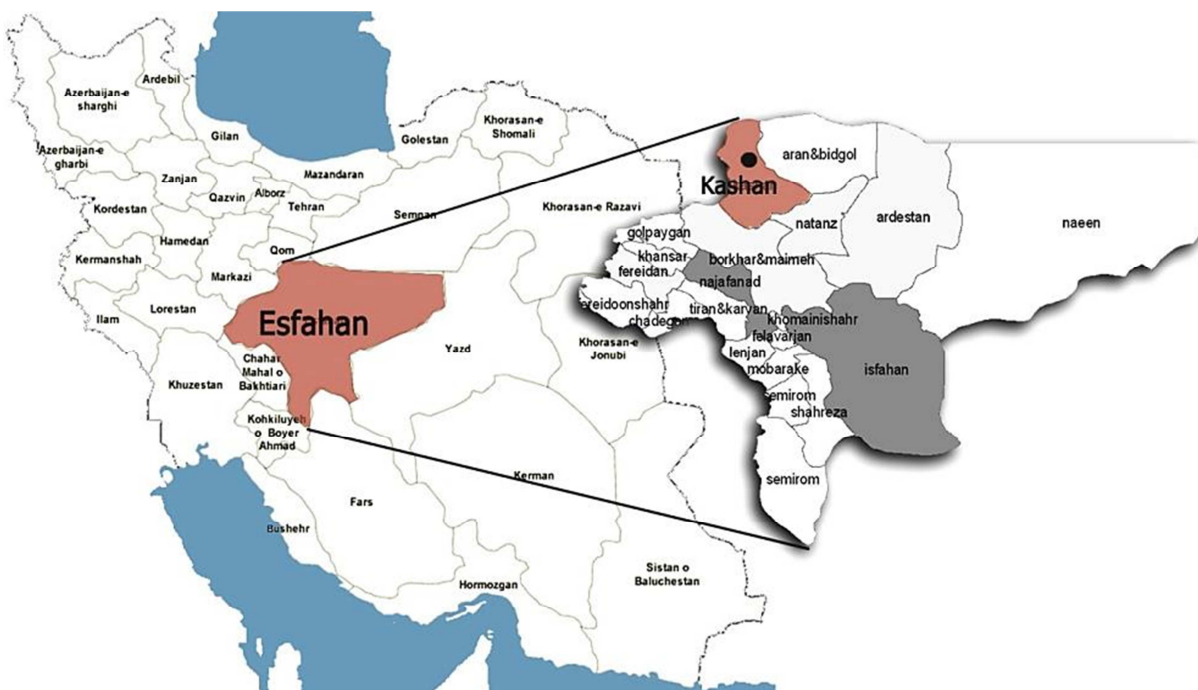 Ardebil
Azerbaijan-e
sharghi
Khorasan-e
Shomali
Gilan
Golestan
Azerbaijan-e
gharbi
Mazandaran
Zanjan
Alborz
Qazvin
Tehran
Kordestan
Semnan
Khorasan-e Razavi
Hamedan
Qom
Kermanshah
Markazi
Lorestan
Ilam
Esfahan
Yazd
Khorasan-e
Jonubi
Chahar
Mahal o
Bakhtiari
Khuzestan
Kohkiluyeh
o Boyer
Ahmad
Kerman
Fars
Bushehr
Sistan o
Baluchestan
Hormozgan
aran&bidgol
Kashan
natanz
ardestan
naeen
golpaygan
khansar
borkhar&maimeh
fereidan
najafanad
ereidoonshahr
tiran&karyan
chadegan
khomainishahr
felavarjan
lenjan
mobarake
isfahan
semirom
shahreza
semirom